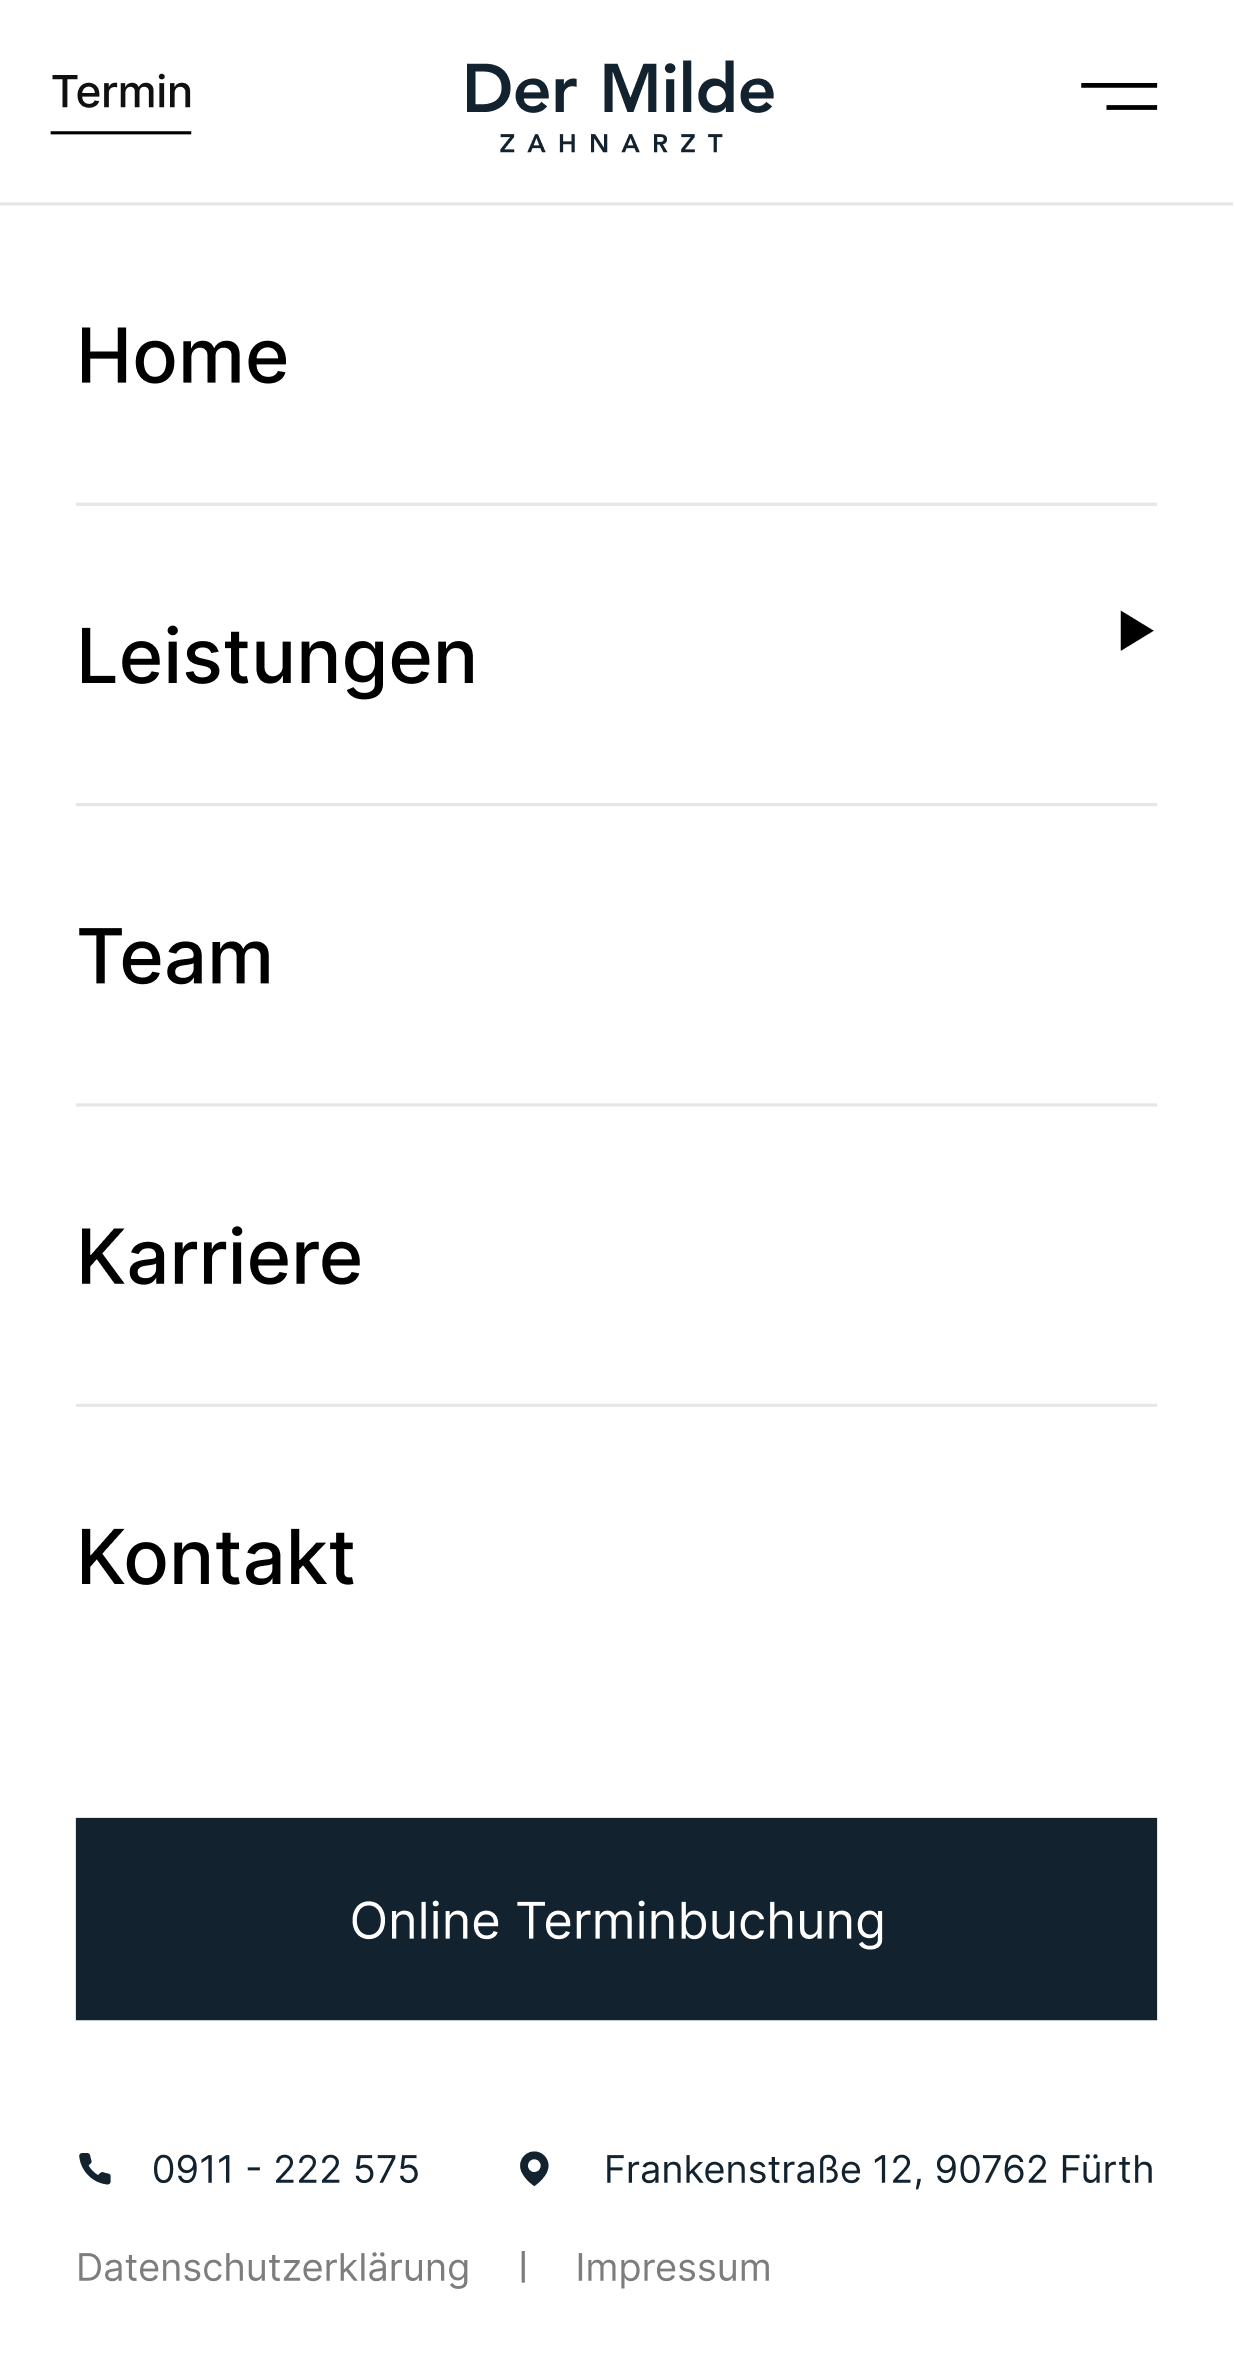 Termin
Der Milde
ZAHNARZT
Home
Leistungen
Team
Karriere
Kontakt
Online Terminbuchung
0911 - 222 575 Frankenstraße 12, 90762 Fürth
Datenschutzerklärung | Impressum